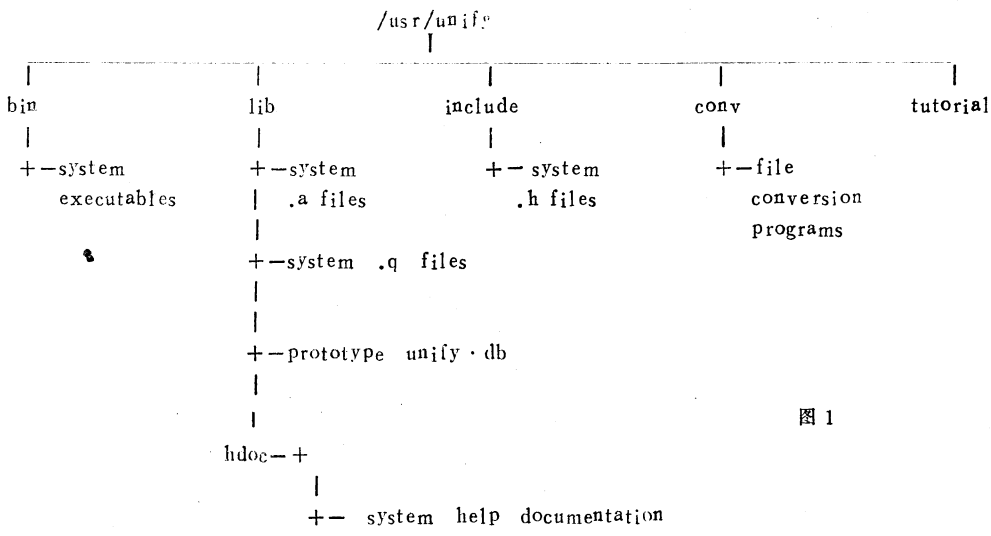 /usr/unify
bin lib include conv tutorial
+—system +—system +— system +—file
executables .a files .h files conversion
programs
+—system .q files
+—prototype unify·db
图 1
hdoc—+
+— system help documentation